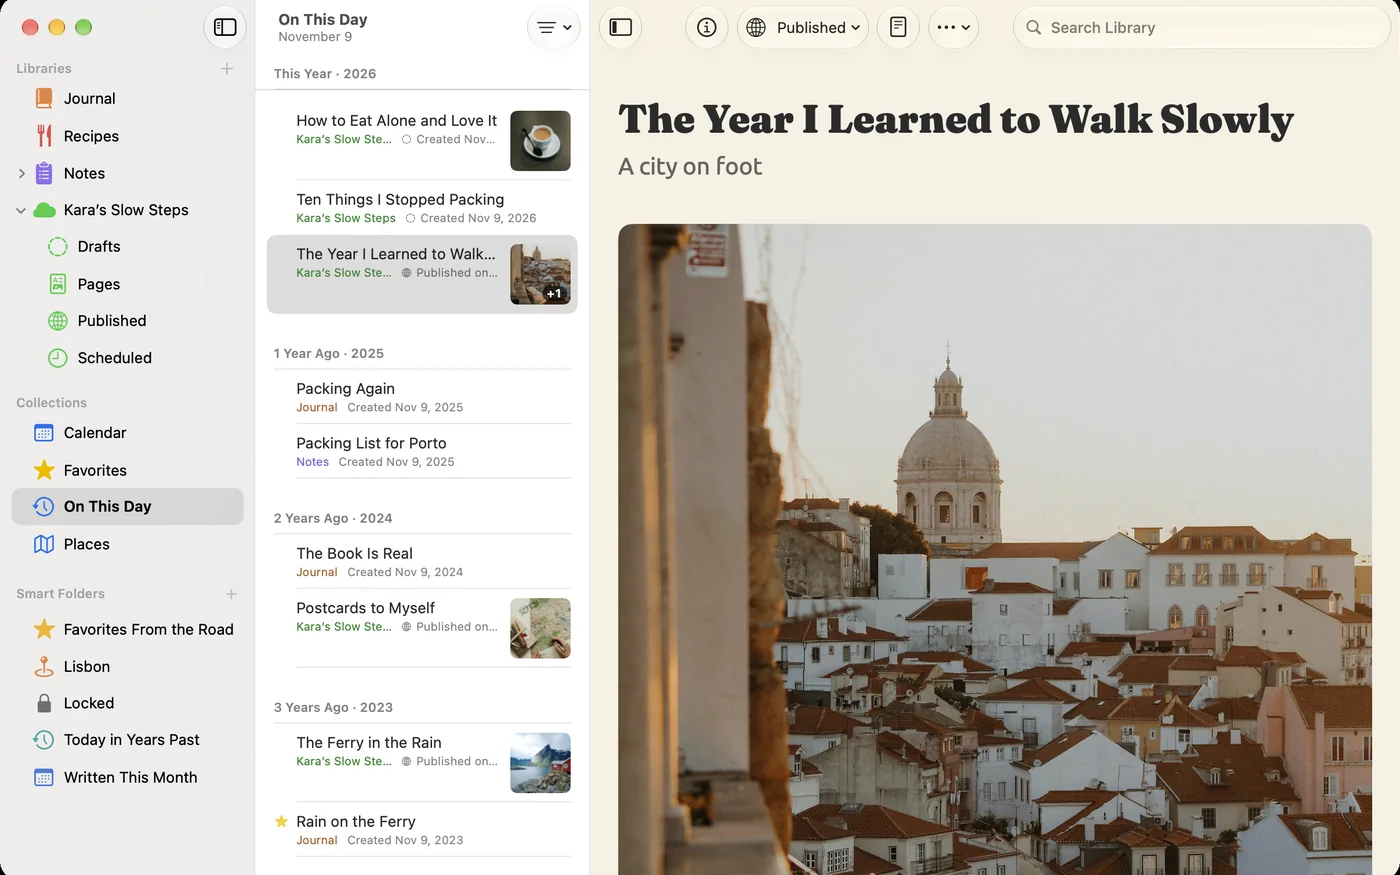 Libraries
Journal
Recipes
Notes
Kara's Slow Steps
Drafts
Pages
Published
Scheduled
Collections
Calendar
Favorites
On This Day
Places
Smart Folders
Favorites From the Road
Lisbon
Locked
Today in Years Past
Written This Month
On This Day
November 9
This Year · 2026
How to Eat Alone and Love It
Kara's Slow Ste... Created Nov...
Ten Things I Stopped Packing
Kara's Slow Steps Created Nov 9, 2026
The Year I Learned to Walk...
Kara's Slow Ste... Published on...
+1
1 Year Ago · 2025
Packing Again
Journal Created Nov 9, 2025
Packing List for Porto
Notes Created Nov 9, 2025
2 Years Ago · 2024
The Book Is Real
Journal Created Nov 9, 2024
Postcards to Myself
Kara's Slow Ste... Published on...
3 Years Ago · 2023
The Ferry in the Rain
Kara's Slow Ste... Published on...
Rain on the Ferry
Journal Created Nov 9, 2023
Published
Search Library
The Year I Learned to Walk Slowly
A city on foot